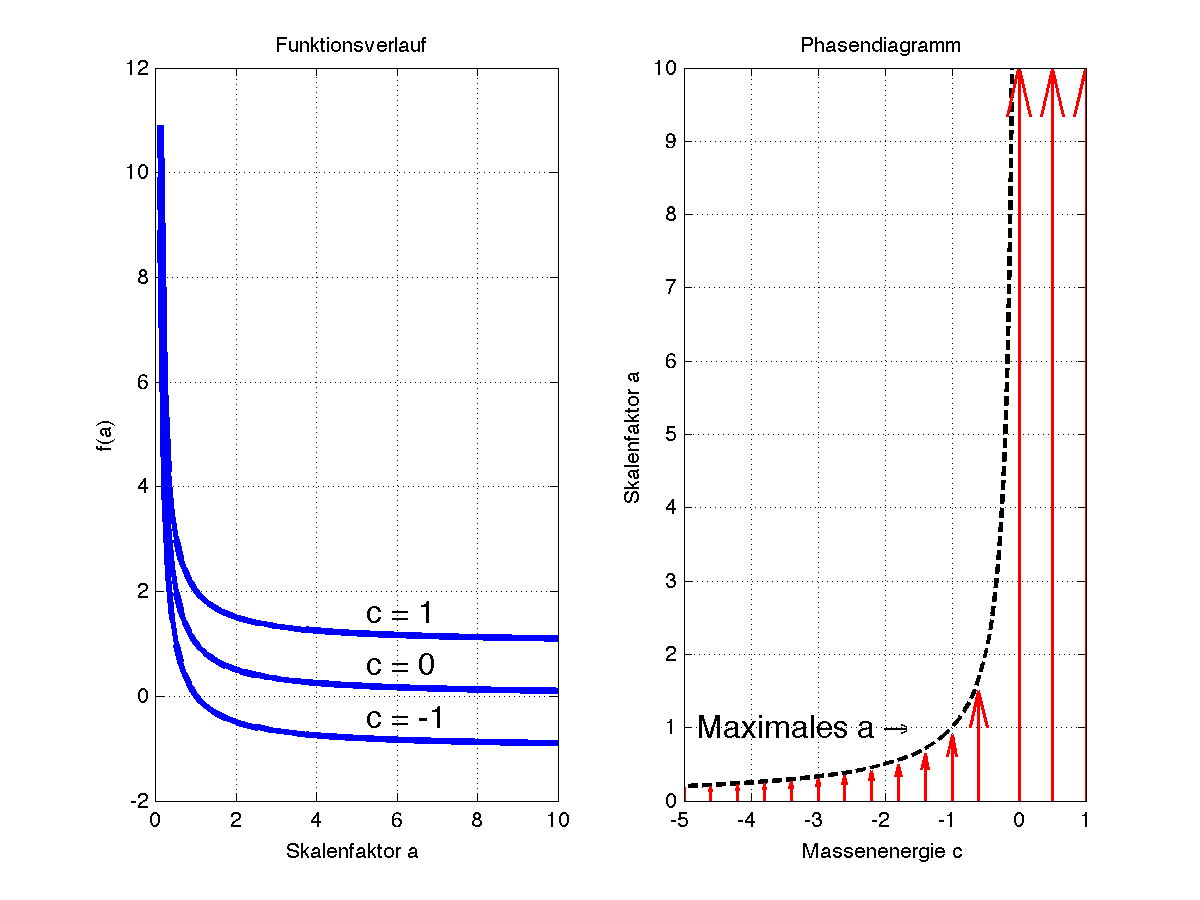 Funktionsverlauf
12
10
8
6
4
2
0
-2
f(a)
c = 1
c = 0
c = -1
0 2 4 6 8 10
Skalenfaktor a
Phasendiagramm
10
9
8
7
6
5
4
3
2
1
0
Skalenfaktor a
Maximales a →
-5 -4 -3 -2 -1 0 1
Massenenergie c